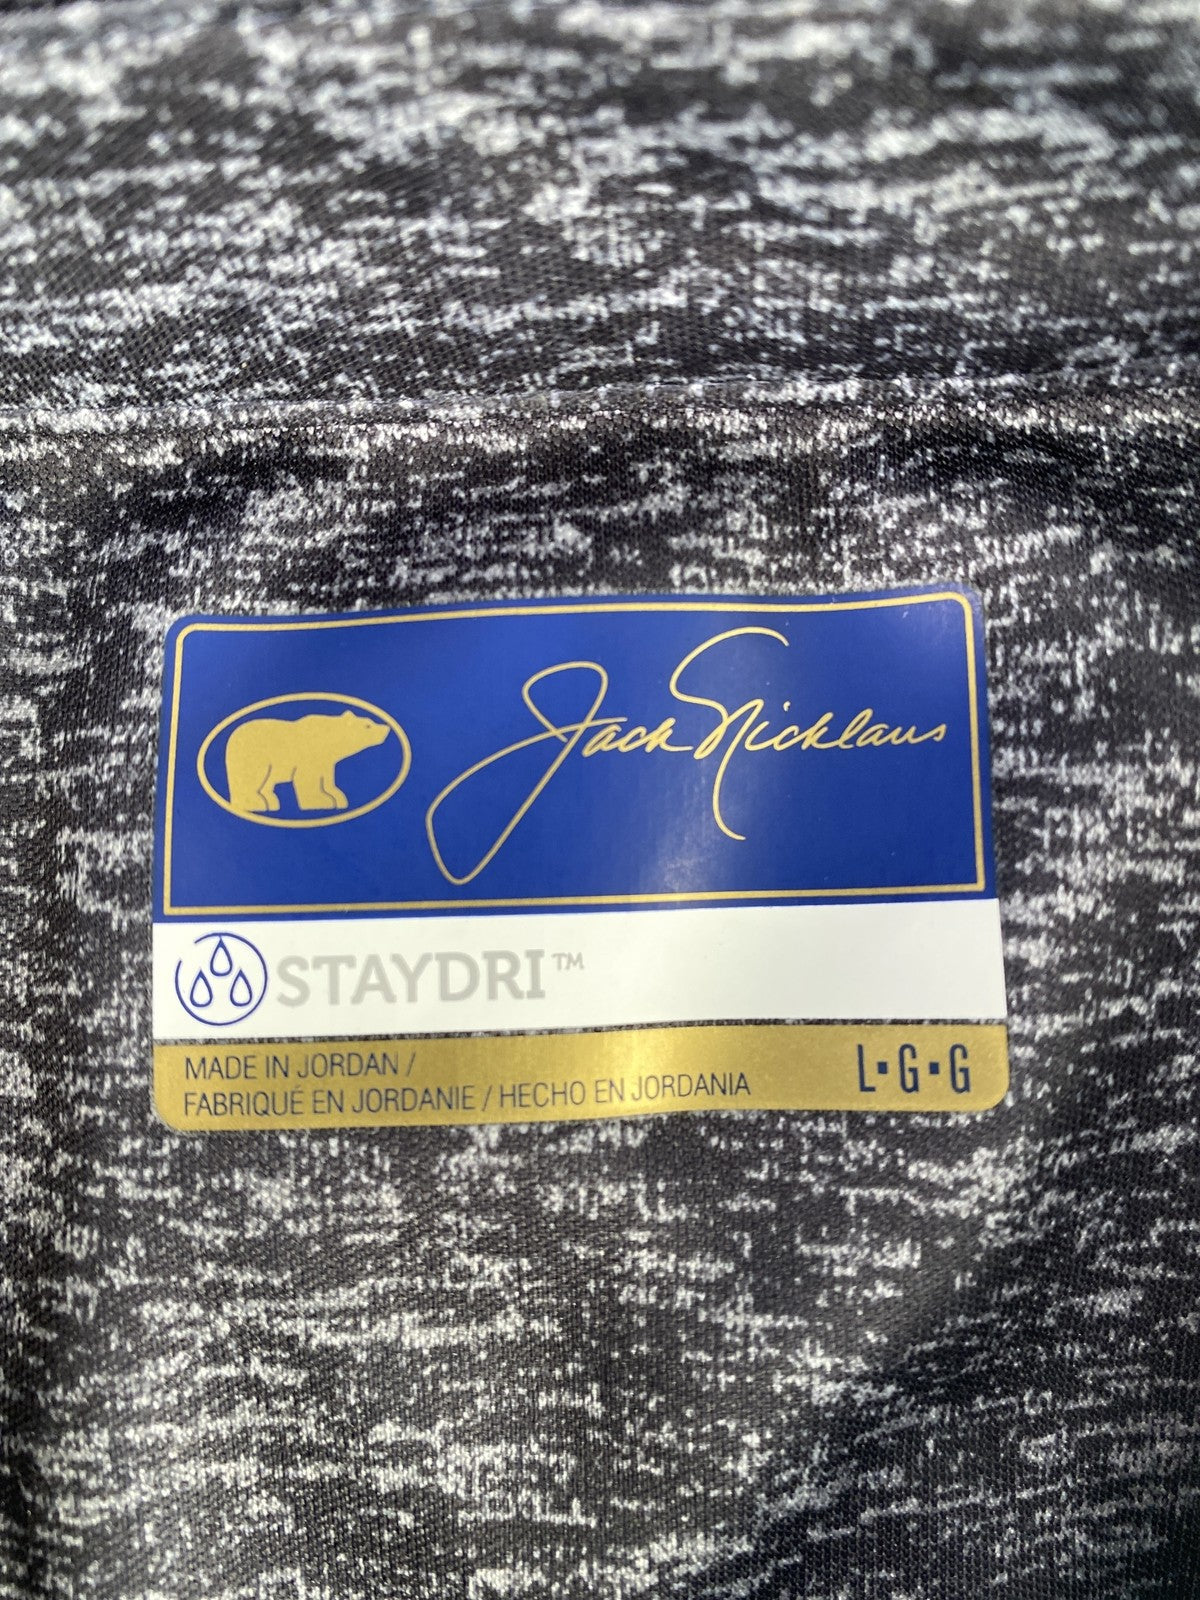 Jack Nicklaus
STAYDRI™
MADE IN JORDAN /
FABRIQUÉ EN JORDANIE / HECHO EN JORDANIA
L·G·G